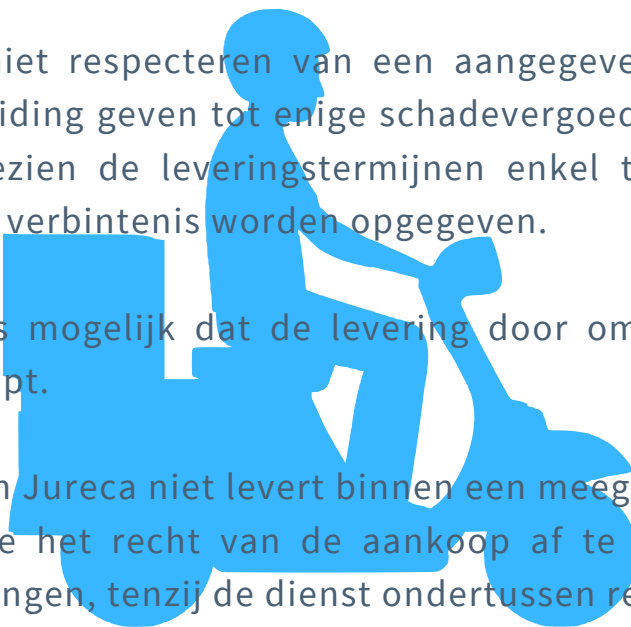 niet respecteren van een aangegeve
iding geven tot enige schadevergoed
ezien de leveringstermijnen enkel t
verbintenis worden opgegeven.
s mogelijk dat de levering door om
pt.
n Jureca niet levert binnen een meeg
e het recht van de aankoop af te
ngen, tenzij de dienst ondertussen re